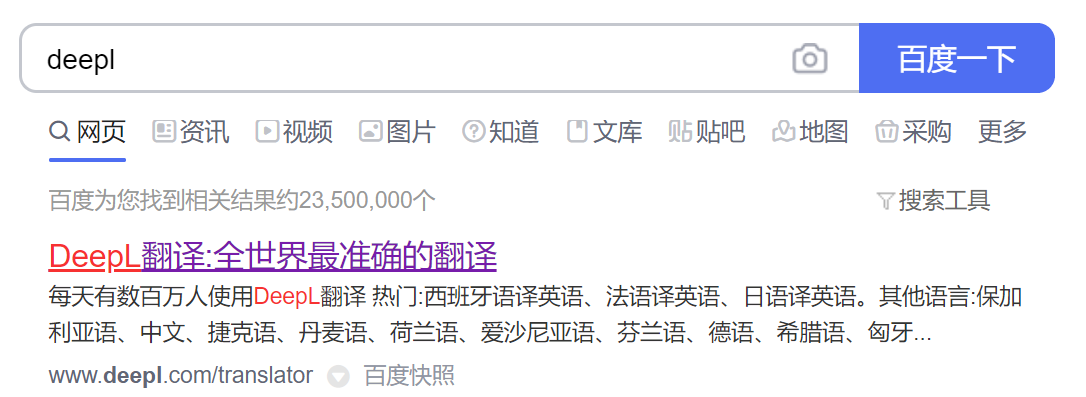 deepl 百度一下
网页 资讯 视频 图片 知道 文库 贴吧 地图 采购 更多
百度为您找到相关结果约23,500,000个 搜索工具
DeepL翻译:全世界最准确的翻译
每天有数百万人使用DeepL翻译 热门:西班牙语译英语、法语译英语、日语译英语。其他语言:保加
利亚语、中文、捷克语、丹麦语、荷兰语、爱沙尼亚语、芬兰语、德语、希腊语、匈牙...
www.deepl.com/translator 百度快照